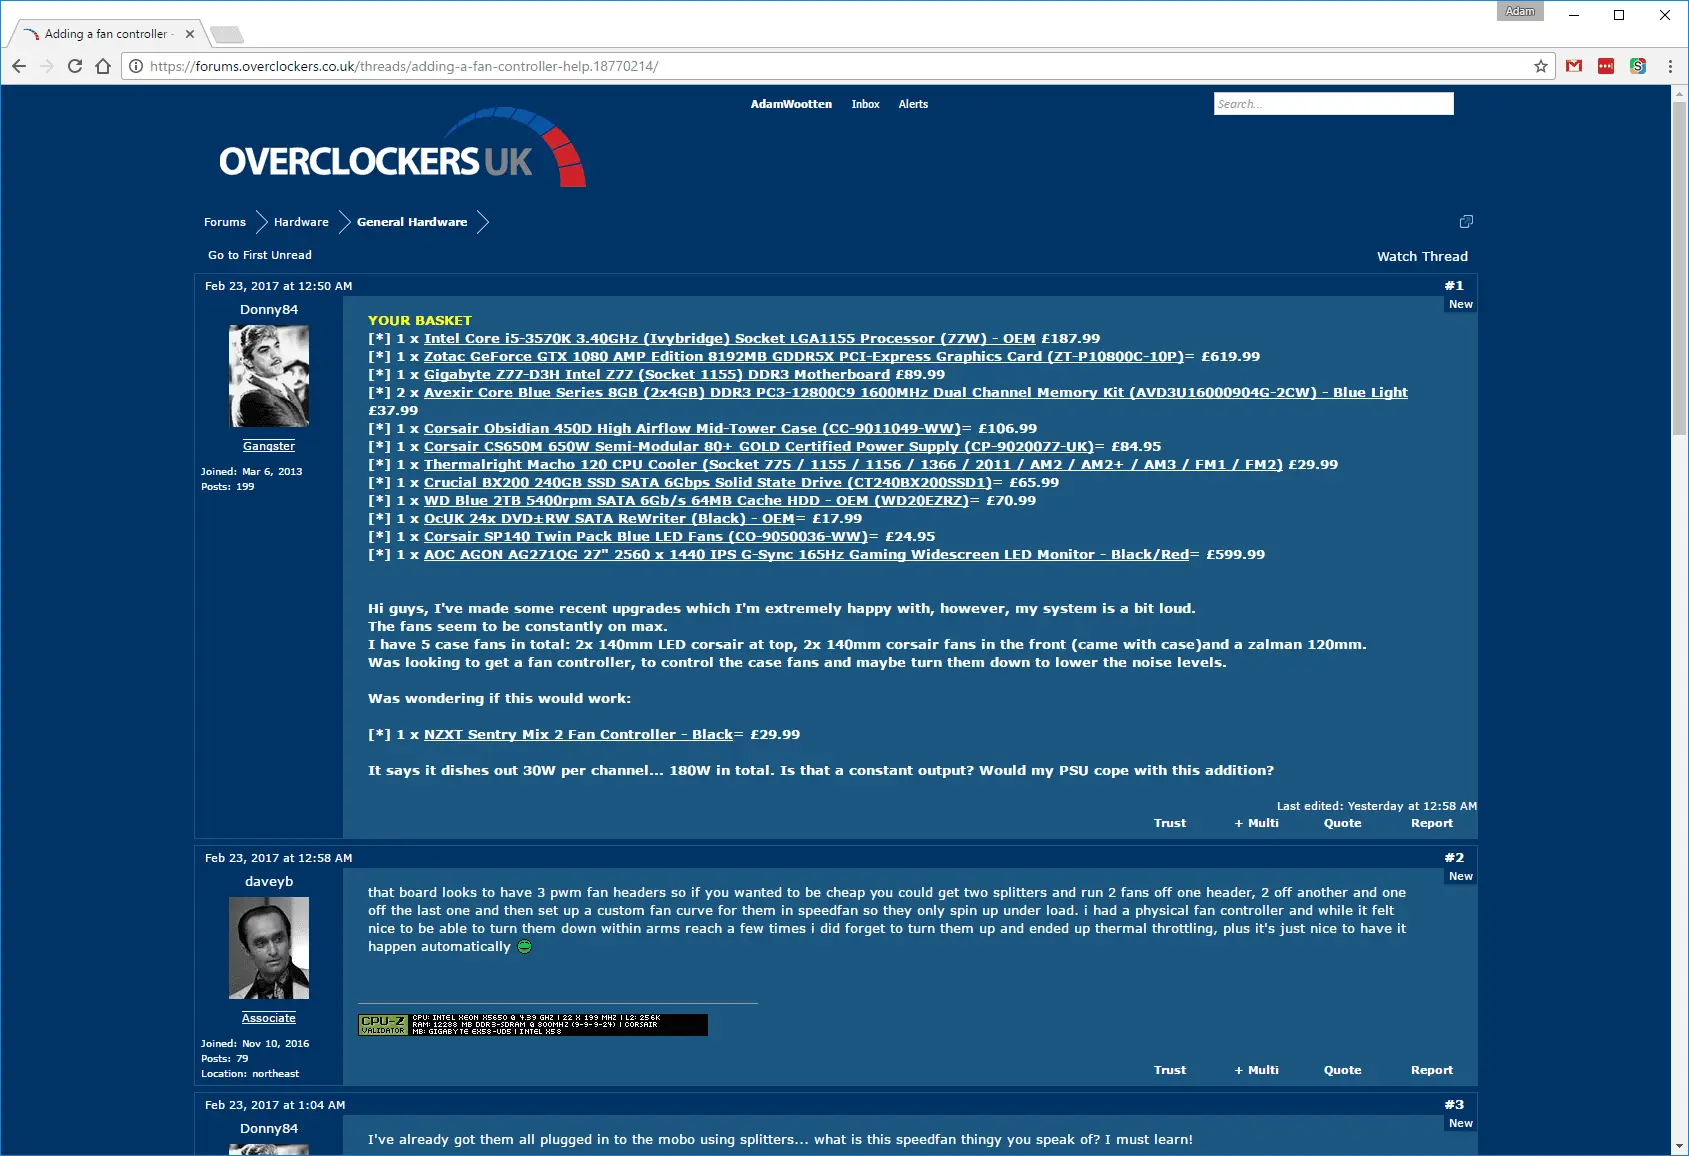 Adam
Adding a fan controller -
https://forums.overclockers.co.uk/threads/adding-a-fan-controller-help.18770214/
AdamWootten Inbox Alerts
Search...
OVERCLOCKERS UK
Forums Hardware General Hardware
Go to First Unread
Watch Thread
Feb 23, 2017 at 12:50 AM
#1
New
Donny84
Gangster
Joined: Mar 6, 2013
Posts: 199
YOUR BASKET
[*] 1 x Intel Core i5-3570K 3.40GHz (Ivybridge) Socket LGA1155 Processor (77W) - OEM £187.99
[*] 1 x Zotac GeForce GTX 1080 AMP Edition 8192MB GDDR5X PCI-Express Graphics Card (ZT-P10800C-10P)= £619.99
[*] 1 x Gigabyte Z77-D3H Intel Z77 (Socket 1155) DDR3 Motherboard £89.99
[*] 2 x Avexir Core Blue Series 8GB (2x4GB) DDR3 PC3-12800C9 1600MHz Dual Channel Memory Kit (AVD3U16000904G-2CW) - Blue Light
£37.99
[*] 1 x Corsair Obsidian 450D High Airflow Mid-Tower Case (CC-9011049-WW)= £106.99
[*] 1 x Corsair CS650M 650W Semi-Modular 80+ GOLD Certified Power Supply (CP-9020077-UK)= £84.95
[*] 1 x Thermalright Macho 120 CPU Cooler (Socket 775 / 1155 / 1156 / 1366 / 2011 / AM2 / AM2+ / AM3 / FM1 / FM2) £29.99
[*] 1 x Crucial BX200 240GB SSD SATA 6Gbps Solid State Drive (CT240BX200SSD1)= £65.99
[*] 1 x WD Blue 2TB 5400rpm SATA 6Gb/s 64MB Cache HDD - OEM (WD20EZRZ)= £70.99
[*] 1 x OcUK 24x DVD±RW SATA ReWriter (Black) - OEM= £17.99
[*] 1 x Corsair SP140 Twin Pack Blue LED Fans (CO-9050036-WW)= £24.95
[*] 1 x AOC AGON AG271QG 27" 2560 x 1440 IPS G-Sync 165Hz Gaming Widescreen LED Monitor - Black/Red= £599.99
Hi guys, I've made some recent upgrades which I'm extremely happy with, however, my system is a bit loud.
The fans seem to be constantly on max.
I have 5 case fans in total: 2x 140mm LED corsair at top, 2x 140mm corsair fans in the front (came with case)and a zalman 120mm.
Was looking to get a fan controller, to control the case fans and maybe turn them down to lower the noise levels.
Was wondering if this would work:
[*] 1 x NZXT Sentry Mix 2 Fan Controller - Black= £29.99
It says it dishes out 30W per channel... 180W in total. Is that a constant output? Would my PSU cope with this addition?
Last edited: Yesterday at 12:58 AM
Trust + Multi Quote Report
Feb 23, 2017 at 12:58 AM
#2
New
daveyb
Associate
Joined: Nov 10, 2016
Posts: 79
Location: northeast
that board looks to have 3 pwm fan headers so if you wanted to be cheap you could get two splitters and run 2 fans off one header, 2 off another and one
off the last one and then set up a custom fan curve for them in speedfan so they only spin up under load. i had a physical fan controller and while it felt
nice to be able to turn them down within arms reach a few times i did forget to turn them up and ended up thermal throttling, plus it's just nice to have it
happen automatically
CPU-Z
VALIDATOR
CPU: INTEL XEON X5650 @ 4.39 GHZ | 22 X 199 MHZ | L2: 256K
RAM: 12288 MB DDR3-SDRAM @ 800MHZ (9-9-9-24) | CORSAIR
MB: GIGABYTE EX58-UD5 | INTEL X58
Trust + Multi Quote Report
Feb 23, 2017 at 1:04 AM
#3
New
Donny84
I've already got them all plugged in to the mobo using splitters... what is this speedfan thingy you speak of? I must learn!